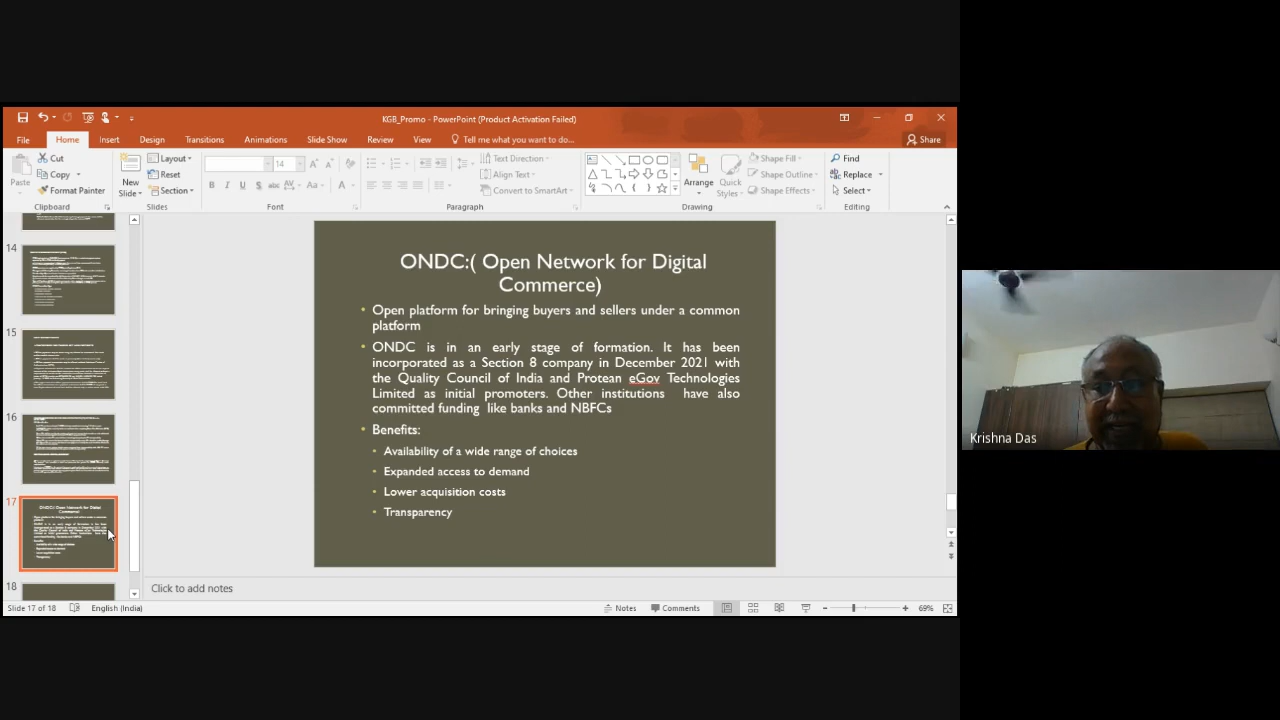 KGB_Promo - PowerPoint (Product Activation Failed)
File Home Insert Design Transitions Animations Slide Show Review View Tell me what you want to do... Share
Paste
Cut
Copy
Format Painter
Clipboard
New Slide
Layout
Reset
Section
Slides
14
Font
Text Direction
Align Text
Convert to SmartArt
Paragraph
Arrange
Quick Styles
Shape Fill
Shape Outline
Shape Effects
Drawing
Find
Replace
Select
Editing
14
15
16
17
18
ONDC:( Open Network for Digital
Commerce)
• Open platform for bringing buyers and sellers under a common
platform
• ONDC is in an early stage of formation. It has been
incorporated as a Section 8 company in December 2021 with
the Quality Council of India and Protean eGov Technologies
Limited as initial promoters. Other institutions have also
committed funding like banks and NBFCs
• Benefits:
• Availability of a wide range of choices
• Expanded access to demand
• Lower acquisition costs
• Transparency
Click to add notes
Slide 17 of 18 English (India) Notes Comments 69%
Krishna Das